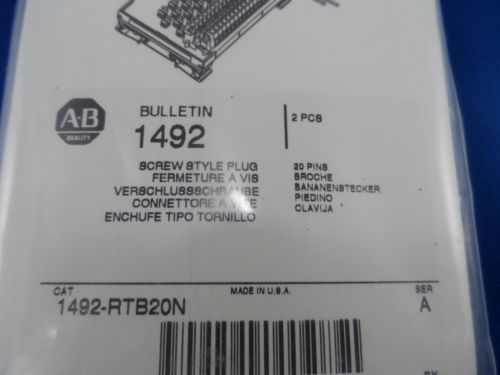 A-B
QUALITY
BULLETIN
1492
2 PCS
SCREW STYLE PLUG
FERMETURE A VIS
VERSCHLUSSSCHRAUBE
CONNETTORE A VITE
ENCHUFE TIPO TORNILLO
20 PINS
BROCHE
BANANENSTECKER
PIEDINO
CLAVIJA
CAT
1492-RTB20N
MADE IN U.S.A.
SER
A